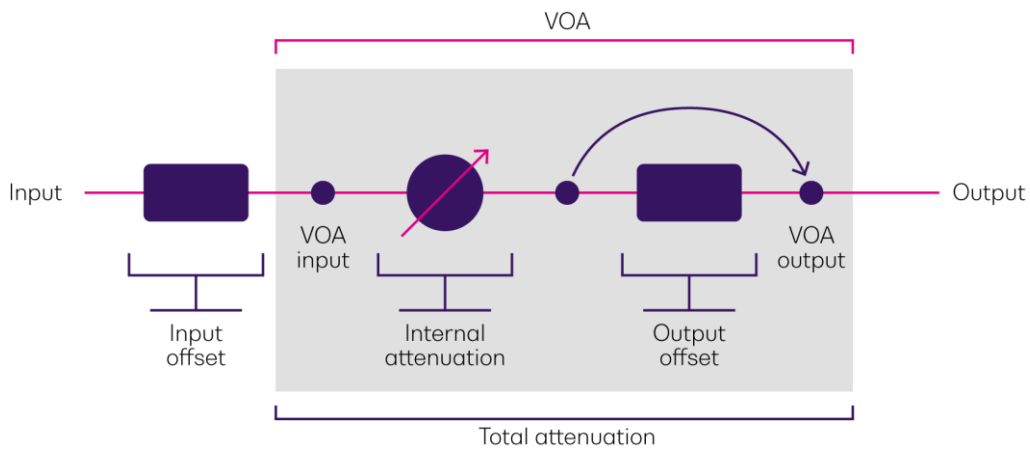 VOA
Input
Output
VOA
input
VOA
output
Input
offset
Internal
attenuation
Output
offset
Total attenuation